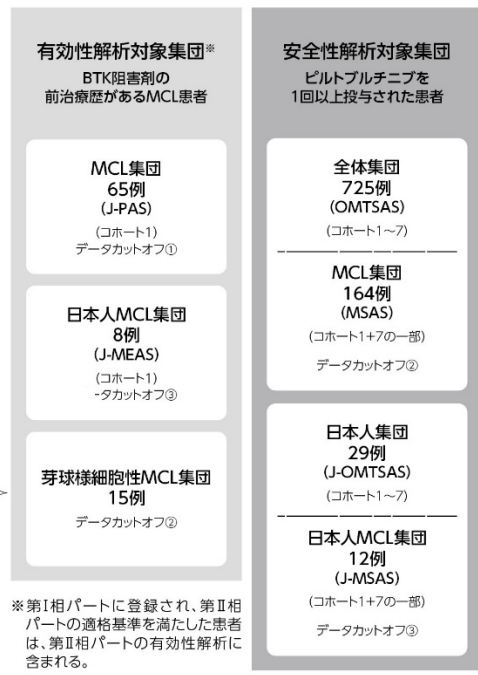 有効性解析対象集団※
BTK阻害剤の
前治療歴があるMCL患者
MCL集団
65例
(J-PAS)
(コホート1)
データカットオフ①
日本人MCL集団
8例
(J-MEAS)
(コホート1)
-タカットオフ③
芽球様細胞性MCL集団
15例
データカットオフ②
※第Ⅰ相パートに登録され、第Ⅱ相
パートの適格基準を満たした患者
は、第Ⅱ相パートの有効性解析に
含まれる。
安全性解析対象集団
ピルトブルチニブを
1回以上投与された患者
全体集団
725例
(OMTSAS)
(コホート1～7)
MCL集団
164例
(MSAS)
(コホート1+7の一部)
データカットオフ②
日本人集団
29例
(J-OMTSAS)
(コホート1～7)
日本人MCL集団
12例
(J-MSAS)
(コホート1+7の一部)
データカットオフ③